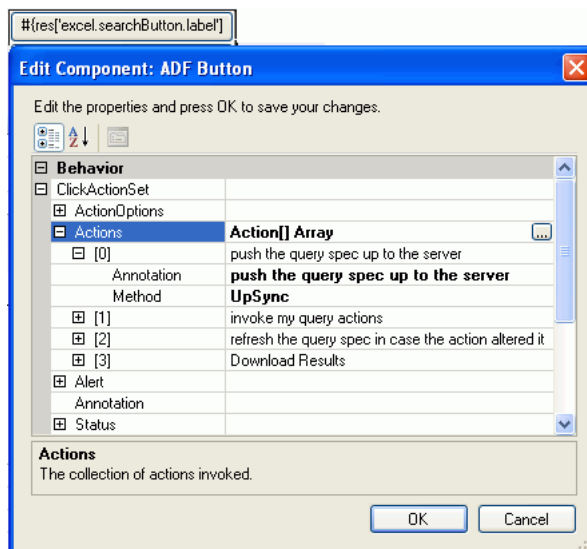 #{res['excel.searchButton.label']
Edit Component: ADF Button
Edit the properties and press OK to save your changes.
Behavior
ClickActionSet
ActionOptions
Actions Action[] Array ...
[0] push the query spec up to the server
Annotation push the query spec up to the server
Method UpSync
[1] invoke my query actions
[2] refresh the query spec in case the action altered it
[3] Download Results
Alert
Annotation
Status
Actions
The collection of actions invoked.
OK Cancel